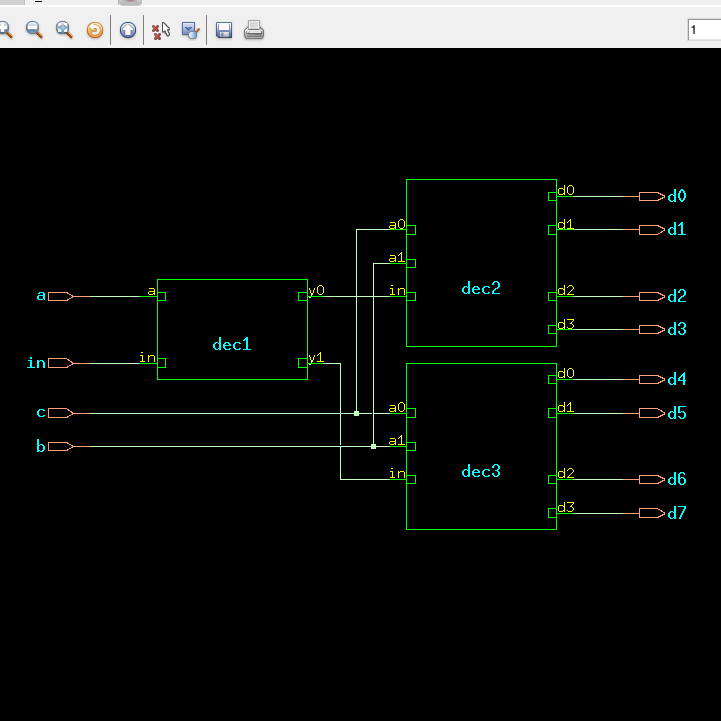 1
d0 d0
a0 d1 d1
a1
a a y0 in d2 d2
dec2
d3 d3
dec1
in in y1
d0 d4
c a0 d1 d5
b a1
dec3
in d2 d6
d3 d7